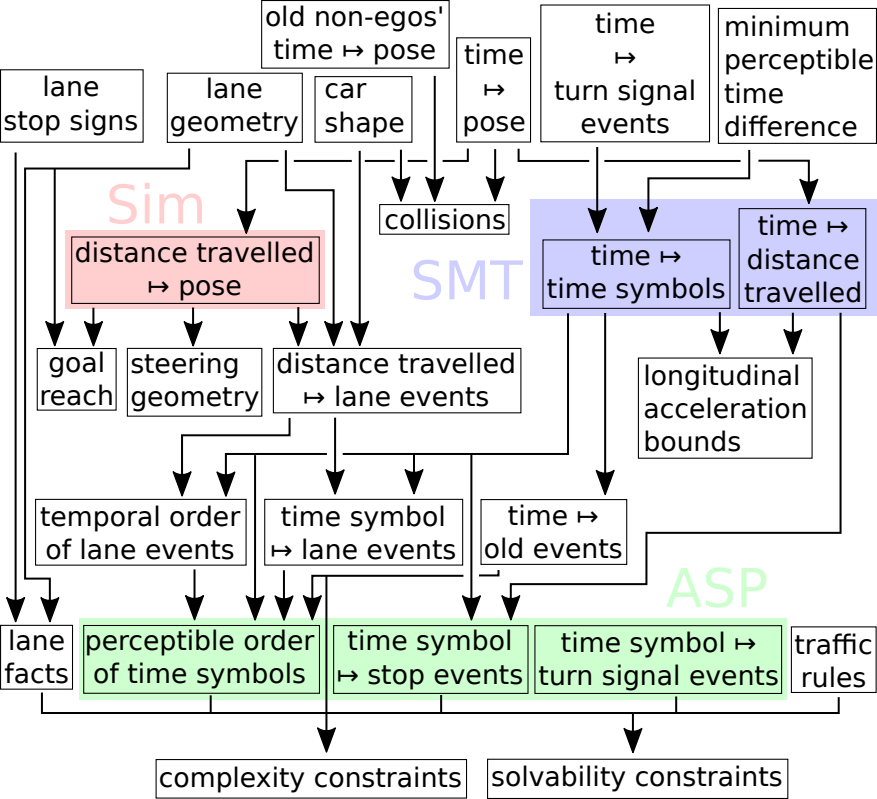 old non-egos'
time ↦ pose
time
↦
pose
time
↦
turn signal
events
minimum
perceptible
time
difference
lane
stop signs
lane
geometry
car
shape
Sim
collisions
distance travelled
↦ pose
SMT
time ↦
time symbols
time ↦
distance
travelled
goal
reach
steering
geometry
distance travelled
↦ lane events
longitudinal
acceleration
bounds
temporal order
of lane events
time symbol
↦ lane events
time ↦
old events
ASP
lane
facts
perceptible order
of time symbols
time symbol
↦ stop events
time symbol ↦
turn signal events
traffic
rules
complexity constraints
solvability constraints